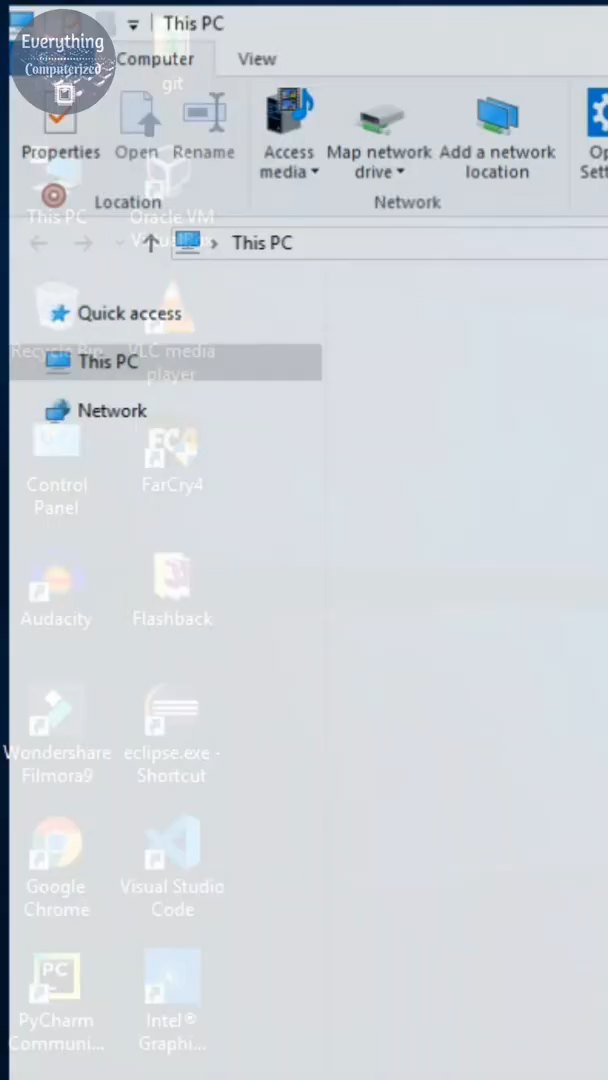 This PC
Everything
Computerized
Computer
View
git
Properties
Open
Rename
Access
media
Map network
drive
Add a network
location
Location
Network
This PC
Oracle VM
This PC
Quick access
Recycle Bin
VLC media
player
This PC
Network
Control
Panel
FC4
FarCry4
Audacity
Flashback
Wondershare
Filmora9
eclipse.exe -
Shortcut
Google
Chrome
Visual Studio
Code
PC
PyCharm
Communi...
Intel®
Graphi...